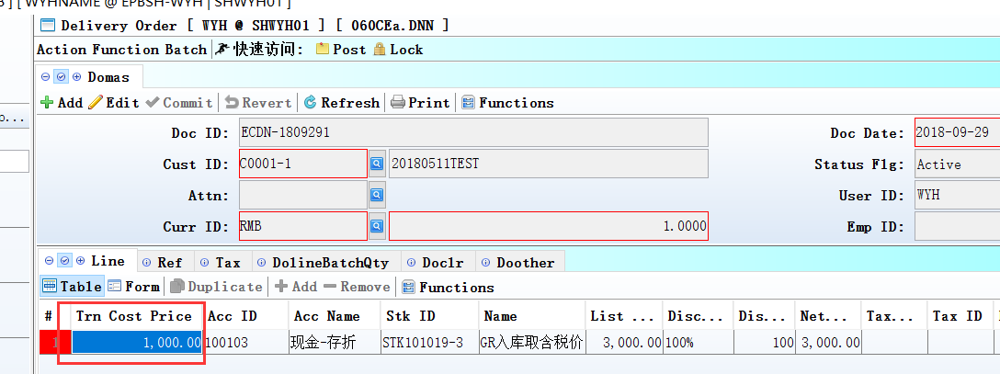 ] [ WYHNAME @ EPBSH-WYH | SHWYH01 ]
Delivery Order [ WYH @ SHWYH01 ] [ 060CEa.DNN ]
Action Function Batch 快速访问: Post Lock
o...
Domas
Add Edit Commit Revert Refresh Print Functions
Doc ID: ECDN-1809291 Doc Date: 2018-09-29
Cust ID: C0001-1 20180511TEST Status Flg: Active
Attn: User ID: WYH
Curr ID: RMB 1.0000 Emp ID:
Line Ref Tax DolineBatchQty Doclr Doother
Table Form Duplicate Add Remove Functions
# Trn Cost Price Acc ID Acc Name Stk ID Name List ... Disc... Dis... Net... Tax... Tax ID
1 1,000.00 100103 现金-存折 STK101019-3 GR入库取含税价 3,000.00 100% 100 3,000.00